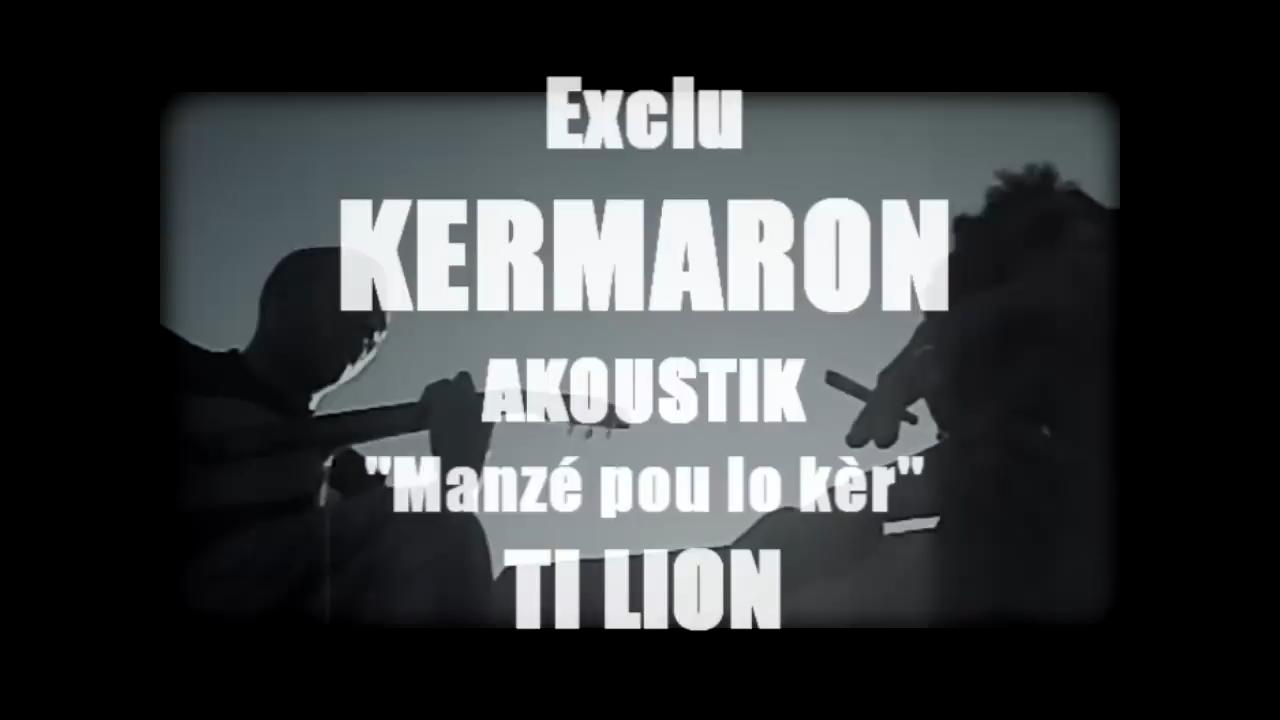 Exclu
KERMARON
AKOUSTIK
"Manzé pou lo kèr"
TI LION